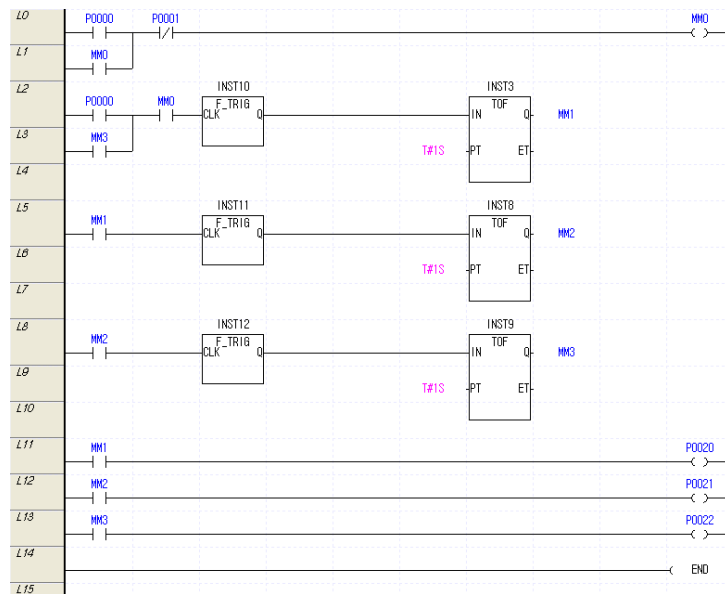 L0 P0000 P0001 MM0
L1 MM0
L2 INST10 INST3
P0000 MM0 F_TRIG TOF
CLK Q IN Q MM1
L3 MM3 T#1S PT ET
L4
L5 INST11 INST8
MM1 F_TRIG TOF
CLK Q IN Q MM2
L6 T#1S PT ET
L7
L8 INST12 INST9
MM2 F_TRIG TOF
CLK Q IN Q MM3
L9 T#1S PT ET
L10
L11 MM1 P0020
L12 MM2 P0021
L13 MM3 P0022
L14 END
L15